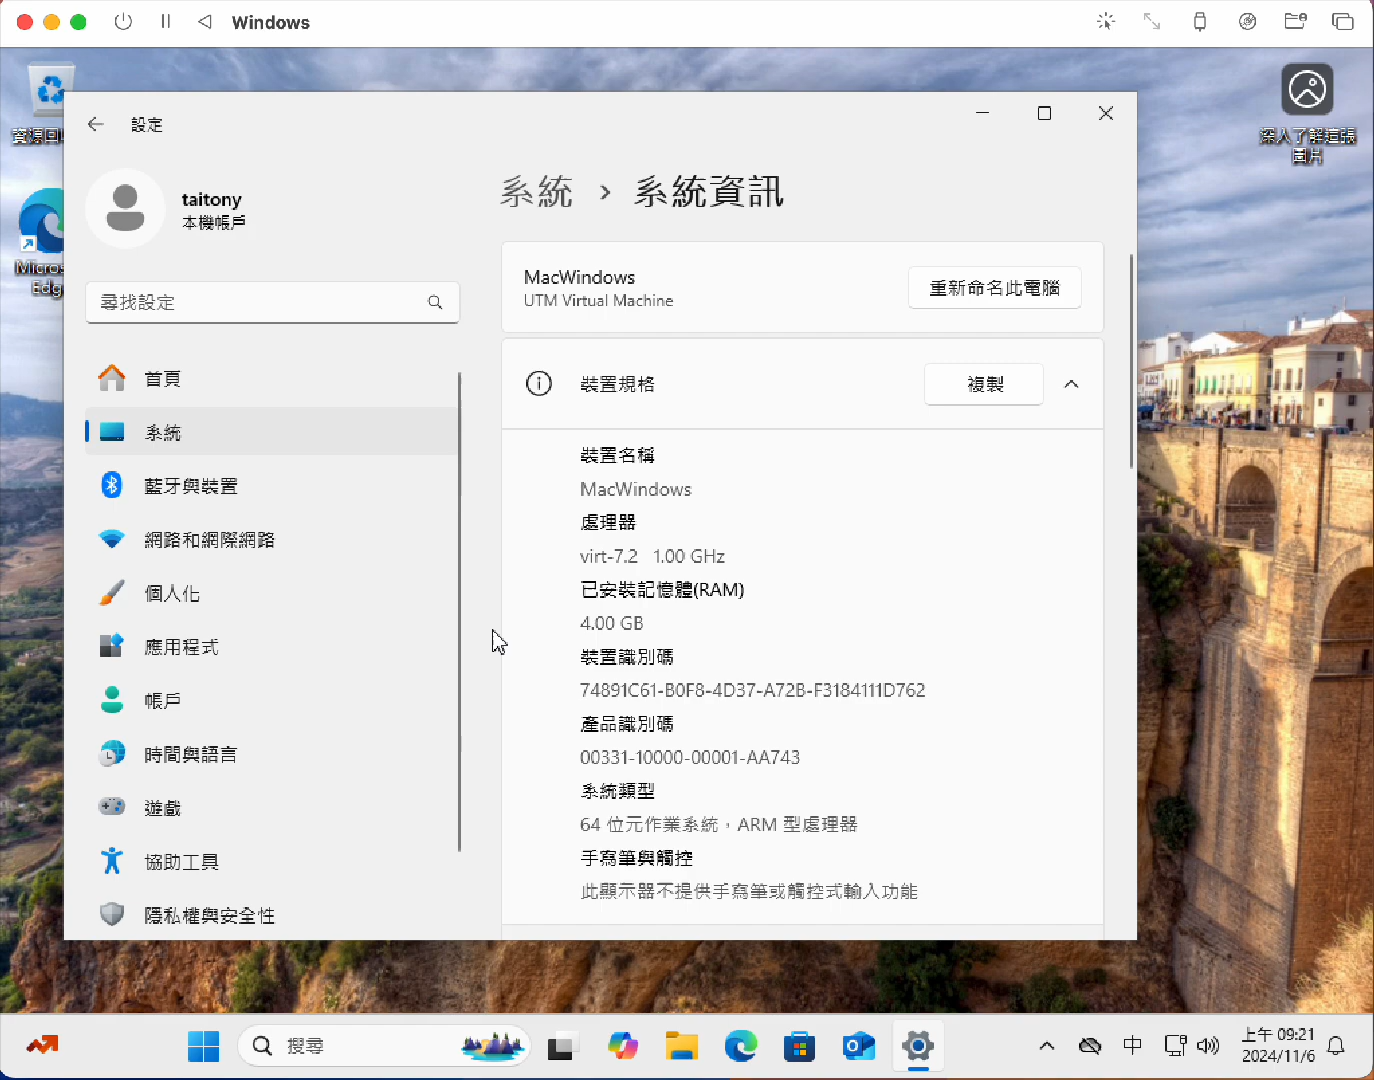 Windows
資源回
Micros
Edg
深入了解這張
圖片
設定
taitony
本機帳戶
尋找設定
首頁
系統
藍牙與裝置
網路和網際網路
個人化
應用程式
帳戶
時間與語言
遊戲
協助工具
隱私權與安全性
系統 › 系統資訊
MacWindows
UTM Virtual Machine
重新命名此電腦
裝置規格
複製
裝置名稱
MacWindows
處理器
virt-7.2 1.00 GHz
已安裝記憶體(RAM)
4.00 GB
裝置識別碼
74891C61-B0F8-4D37-A72B-F3184111D762
產品識別碼
00331-10000-00001-AA743
系統類型
64 位元作業系統，ARM 型處理器
手寫筆與觸控
此顯示器不提供手寫筆或觸控式輸入功能
搜尋
中
上午 09:21
2024/11/6